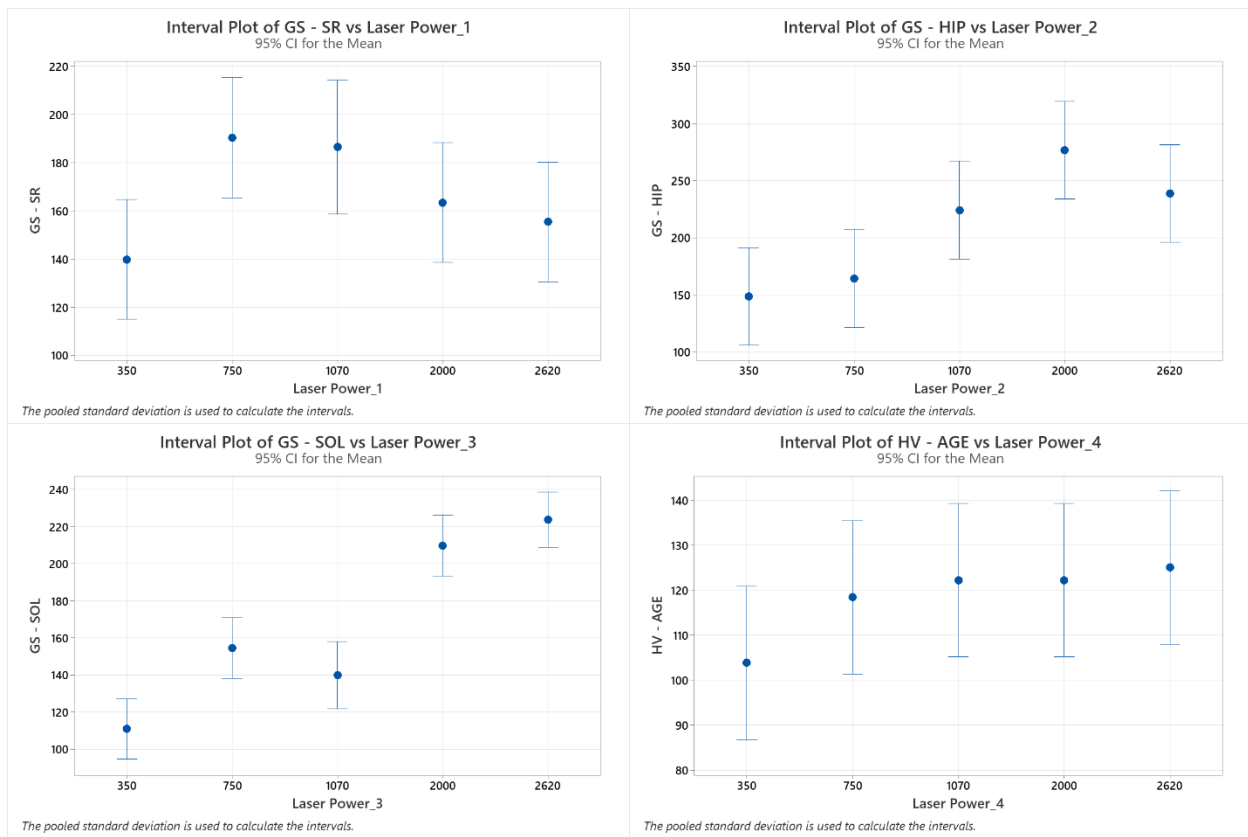 Interval Plot of GS - SR vs Laser Power_1
95% CI for the Mean
220
200
180
160
140
120
100
GS - SR
350 750 1070 2000 2620
Laser Power_1
The pooled standard deviation is used to calculate the intervals.
Interval Plot of GS - HIP vs Laser Power_2
95% CI for the Mean
350
300
250
200
150
100
GS - HIP
350 750 1070 2000 2620
Laser Power_2
The pooled standard deviation is used to calculate the intervals.
Interval Plot of GS - SOL vs Laser Power_3
95% CI for the Mean
240
220
200
180
160
140
120
100
GS - SOL
350 750 1070 2000 2620
Laser Power_3
The pooled standard deviation is used to calculate the intervals.
Interval Plot of HV - AGE vs Laser Power_4
95% CI for the Mean
140
130
120
110
100
90
80
HV - AGE
350 750 1070 2000 2620
Laser Power_4
The pooled standard deviation is used to calculate the intervals.